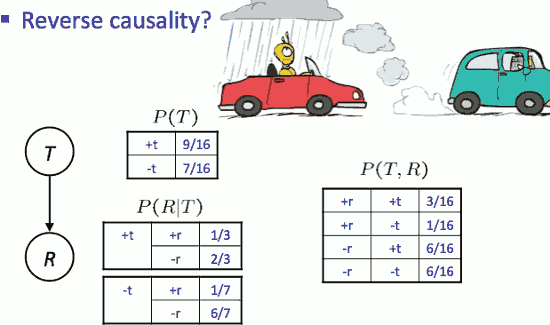 ▪ Reverse causality?
P(T)
+t 9/16
-t 7/16
T
R
P(R|T)
+t +r 1/3
-r 2/3
-t +r 1/7
-r 6/7
P(T, R)
+r +t 3/16
+r -t 1/16
-r +t 6/16
-r -t 6/16